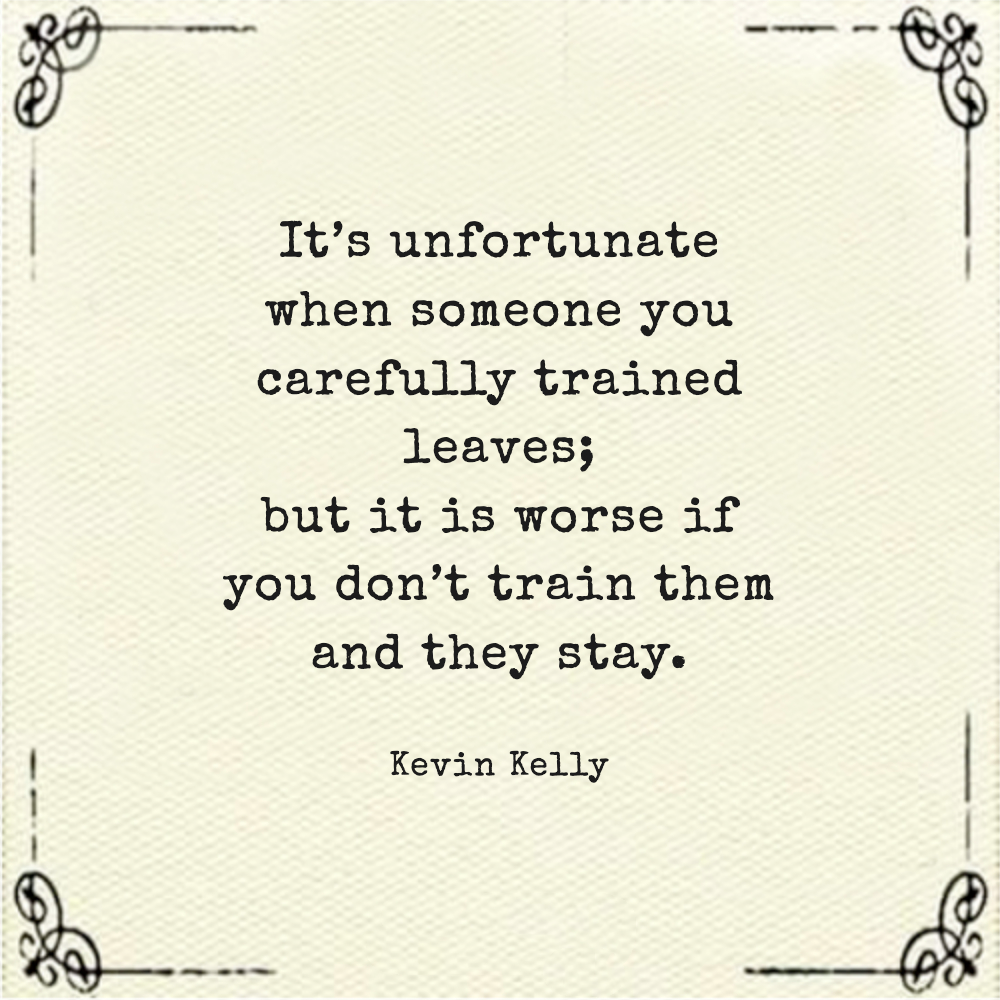 It’s unfortunate
when someone you
carefully trained
leaves;
but it is worse if
you don’t train them
and they stay.
Kevin Kelly